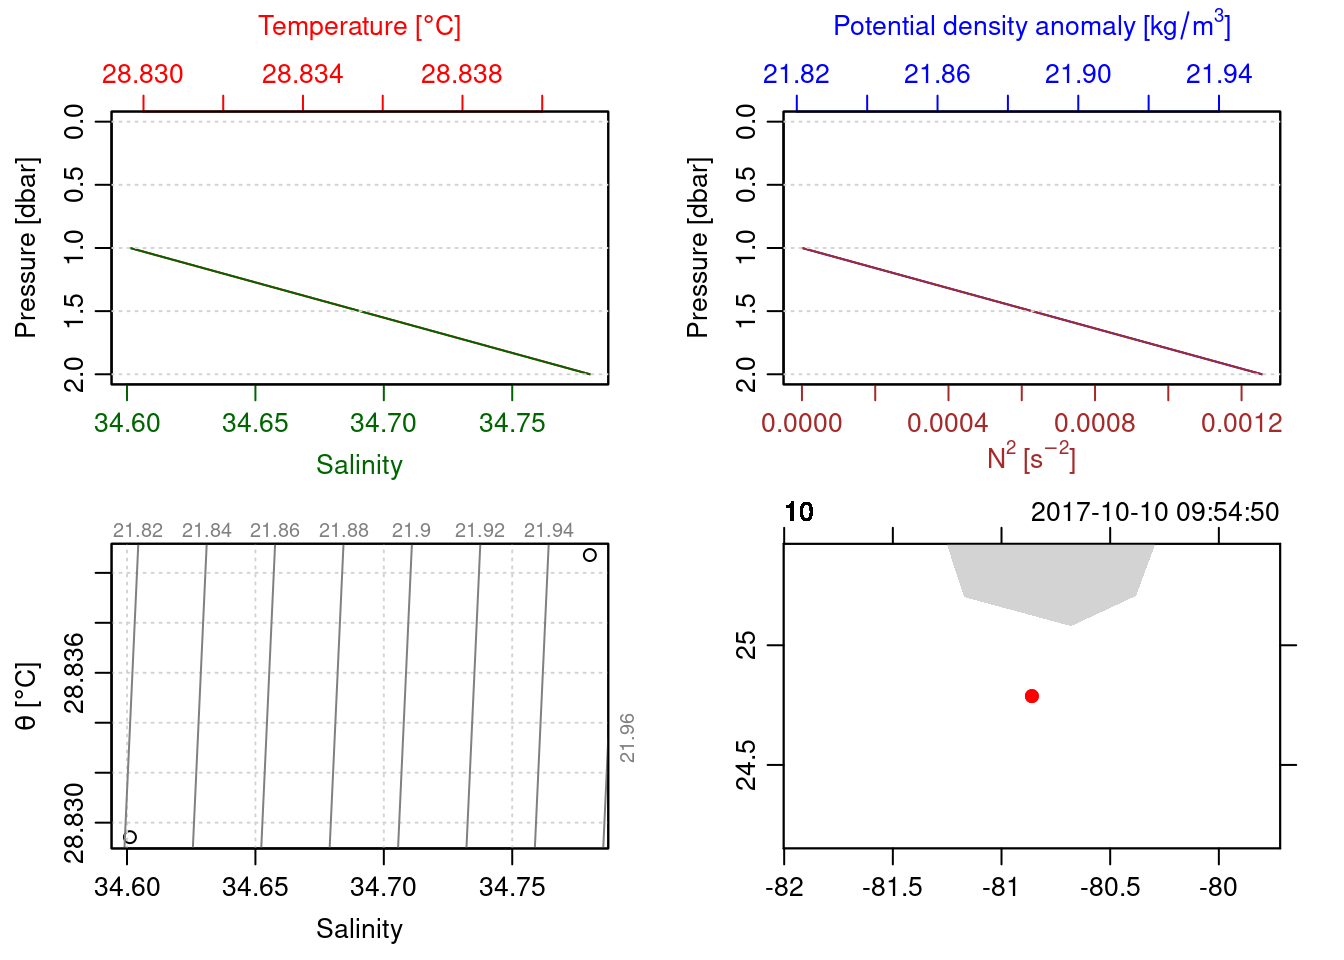 Temperature [°C]
28.830 28.834 28.838
0.0 0.5 1.0 1.5 2.0
Pressure [dbar]
34.60 34.65 34.70 34.75
Salinity
Potential density anomaly [kg/m³]
21.82 21.86 21.90 21.94
0.0 0.5 1.0 1.5 2.0
Pressure [dbar]
0.0000 0.0004 0.0008 0.0012
N² [s⁻²]
21.82 21.84 21.86 21.88 21.9 21.92 21.94
21.96
28.830 28.836
θ [°C]
34.60 34.65 34.70 34.75
Salinity
10 2017-10-10 09:54:50
25
24.5
-82 -81.5 -81 -80.5 -80